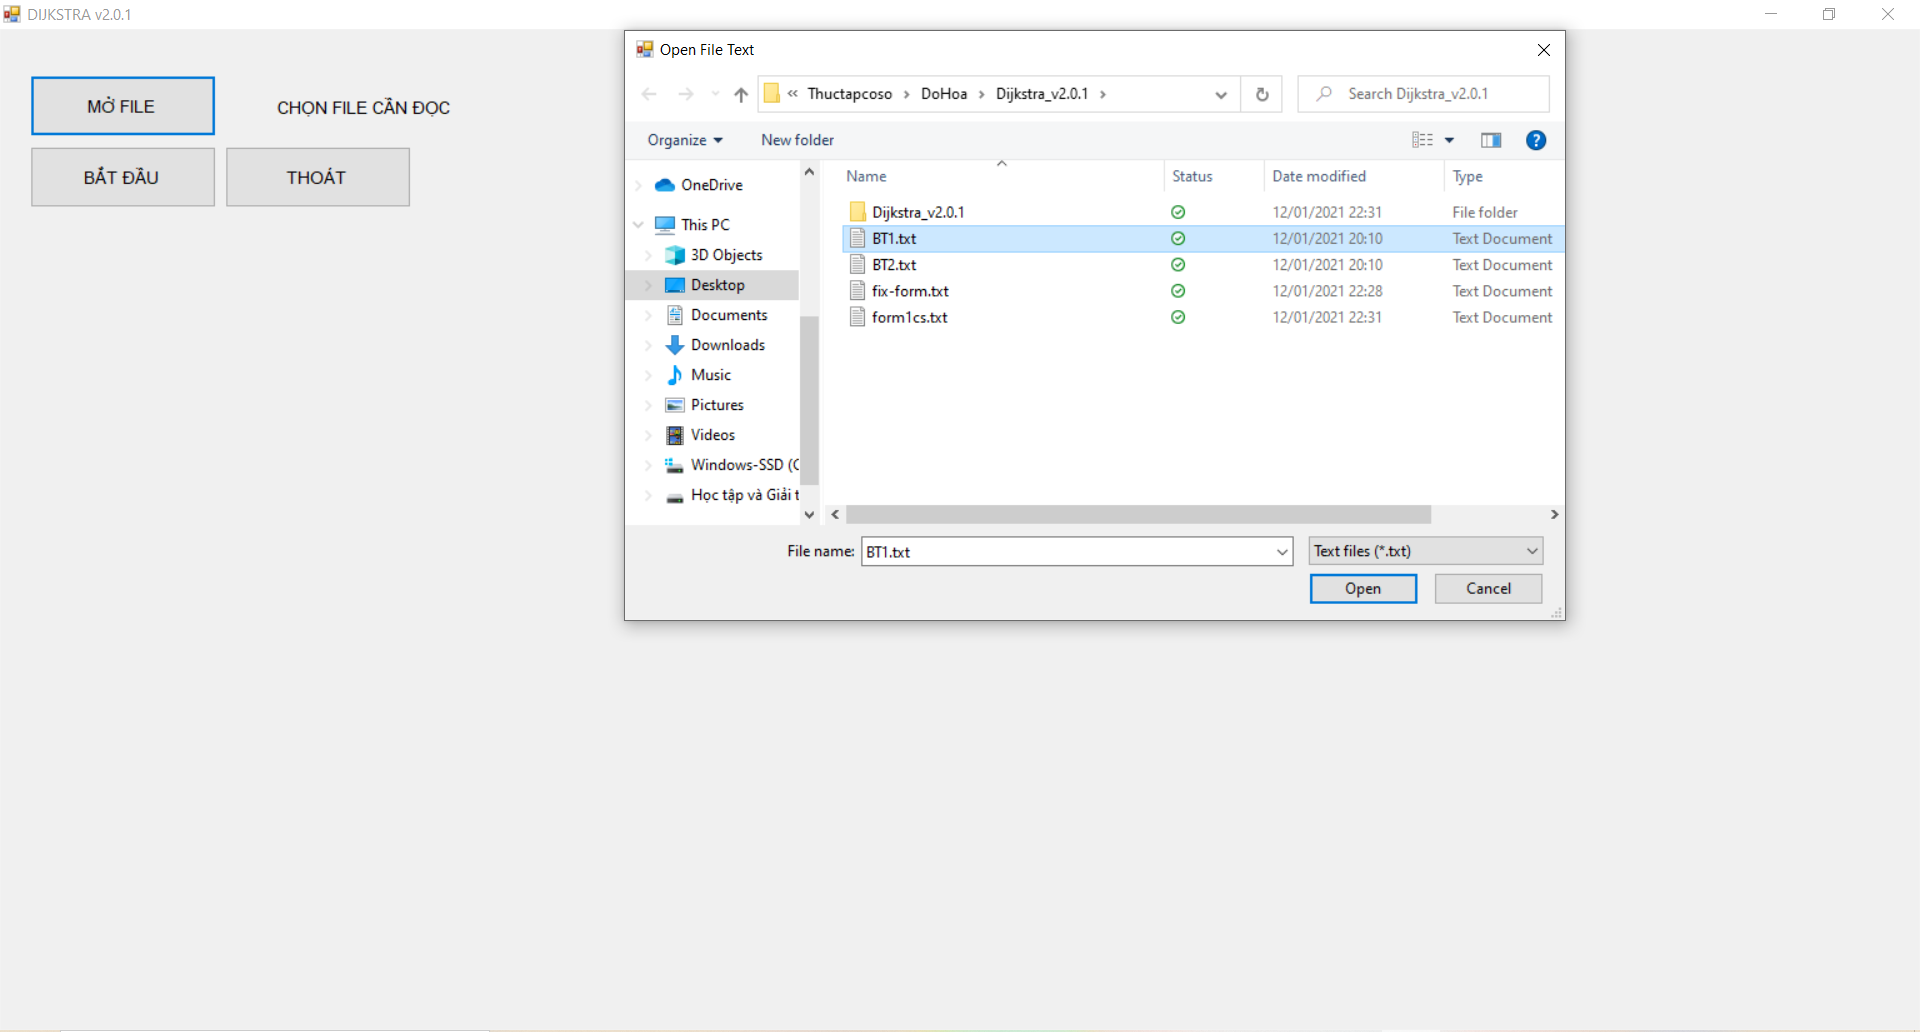 DIJKSTRA v2.0.1
MỞ FILE
CHỌN FILE CẦN ĐỌC
BẮT ĐẦU
THOÁT
Open File Text
« Thuctapcoso › DoHoa › Dijkstra_v2.0.1 ›
Search Dijkstra_v2.0.1
Organize
New folder
OneDrive
This PC
3D Objects
Desktop
Documents
Downloads
Music
Pictures
Videos
Windows-SSD (C
Học tập và Giải t
Name Status Date modified Type
Dijkstra_v2.0.1 12/01/2021 22:31 File folder
BT1.txt 12/01/2021 20:10 Text Document
BT2.txt 12/01/2021 20:10 Text Document
fix-form.txt 12/01/2021 22:28 Text Document
form1cs.txt 12/01/2021 22:31 Text Document
File name: BT1.txt
Text files (*.txt)
Open
Cancel